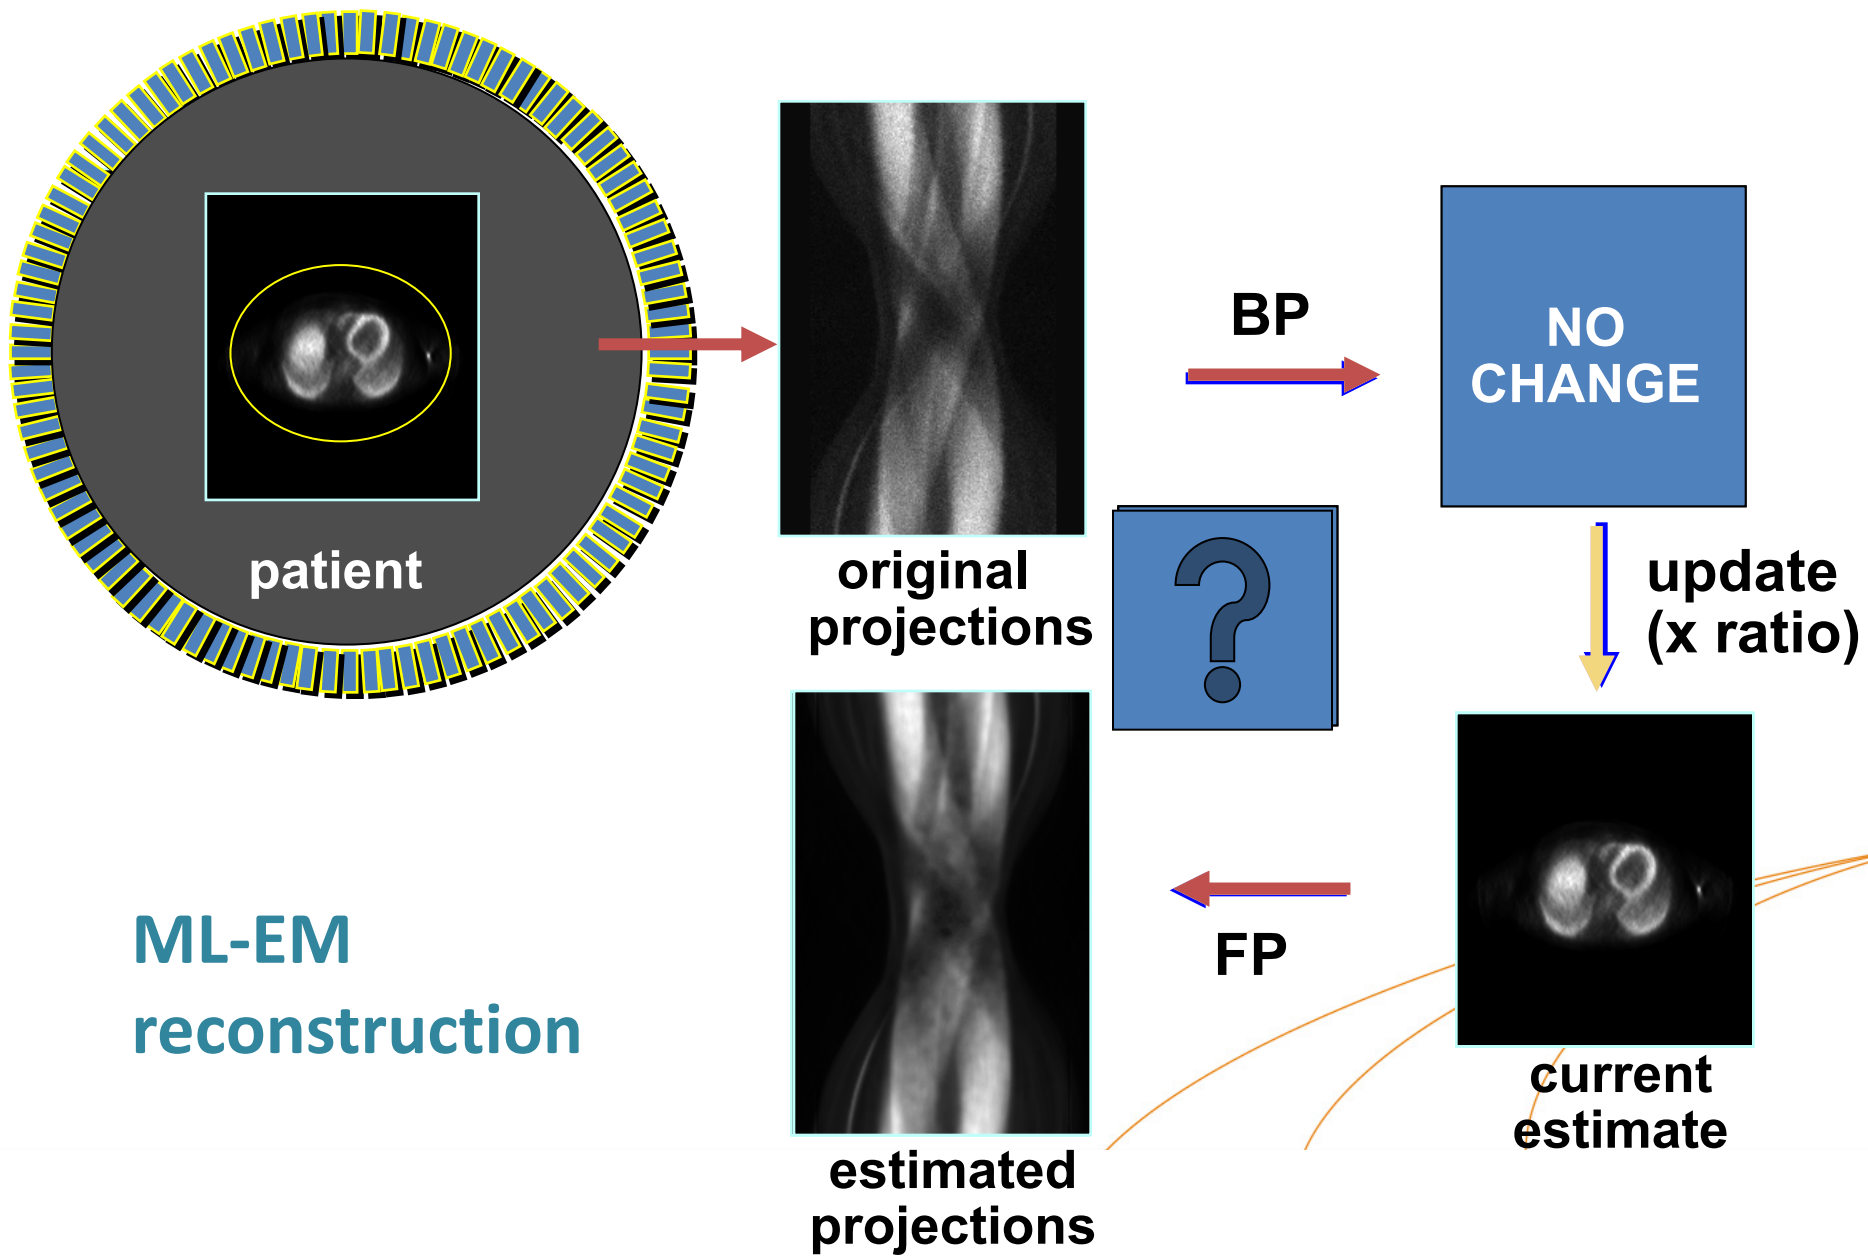 patient
original
projections
BP
NO
CHANGE
?
update
(x ratio)
ML-EM
reconstruction
FP
current
estimate
estimated
projections